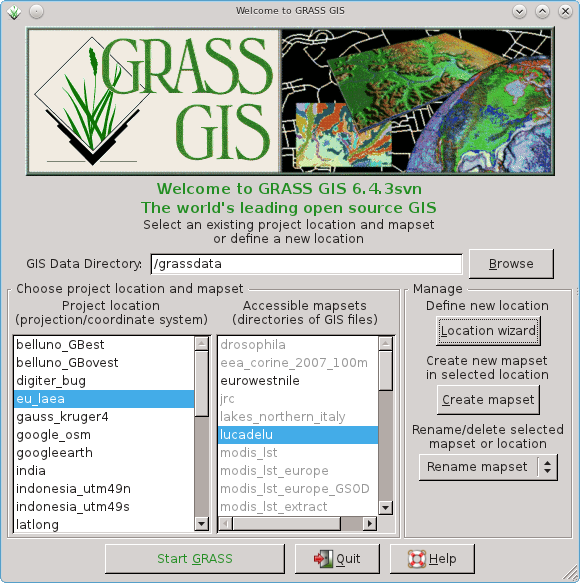 Welcome to GRASS GIS
GRASS
GIS
Welcome to GRASS GIS 6.4.3svn
The world's leading open source GIS
Select an existing project location and mapset
or define a new location
GIS Data Directory: /grassdata Browse
Choose project location and mapset
Project location
(projection/coordinate system)
belluno_GBest
belluno_GBovest
digiter_bug
eu_laea
gauss_kruger4
google_osm
googleearth
india
indonesia_utm49n
indonesia_utm49s
latlong
Accessible mapsets
(directories of GIS files)
drosophila
eea_corine_2007_100m
eurowestnile
jrc
lakes_northern_italy
lucadelu
modis_lst
modis_lst_europe
modis_lst_europe_GSOD
modis_lst_extract
Manage
Define new location
Location wizard
Create new mapset
in selected location
Create mapset
Rename/delete selected
mapset or location
Rename mapset
Start GRASS
Quit
Help